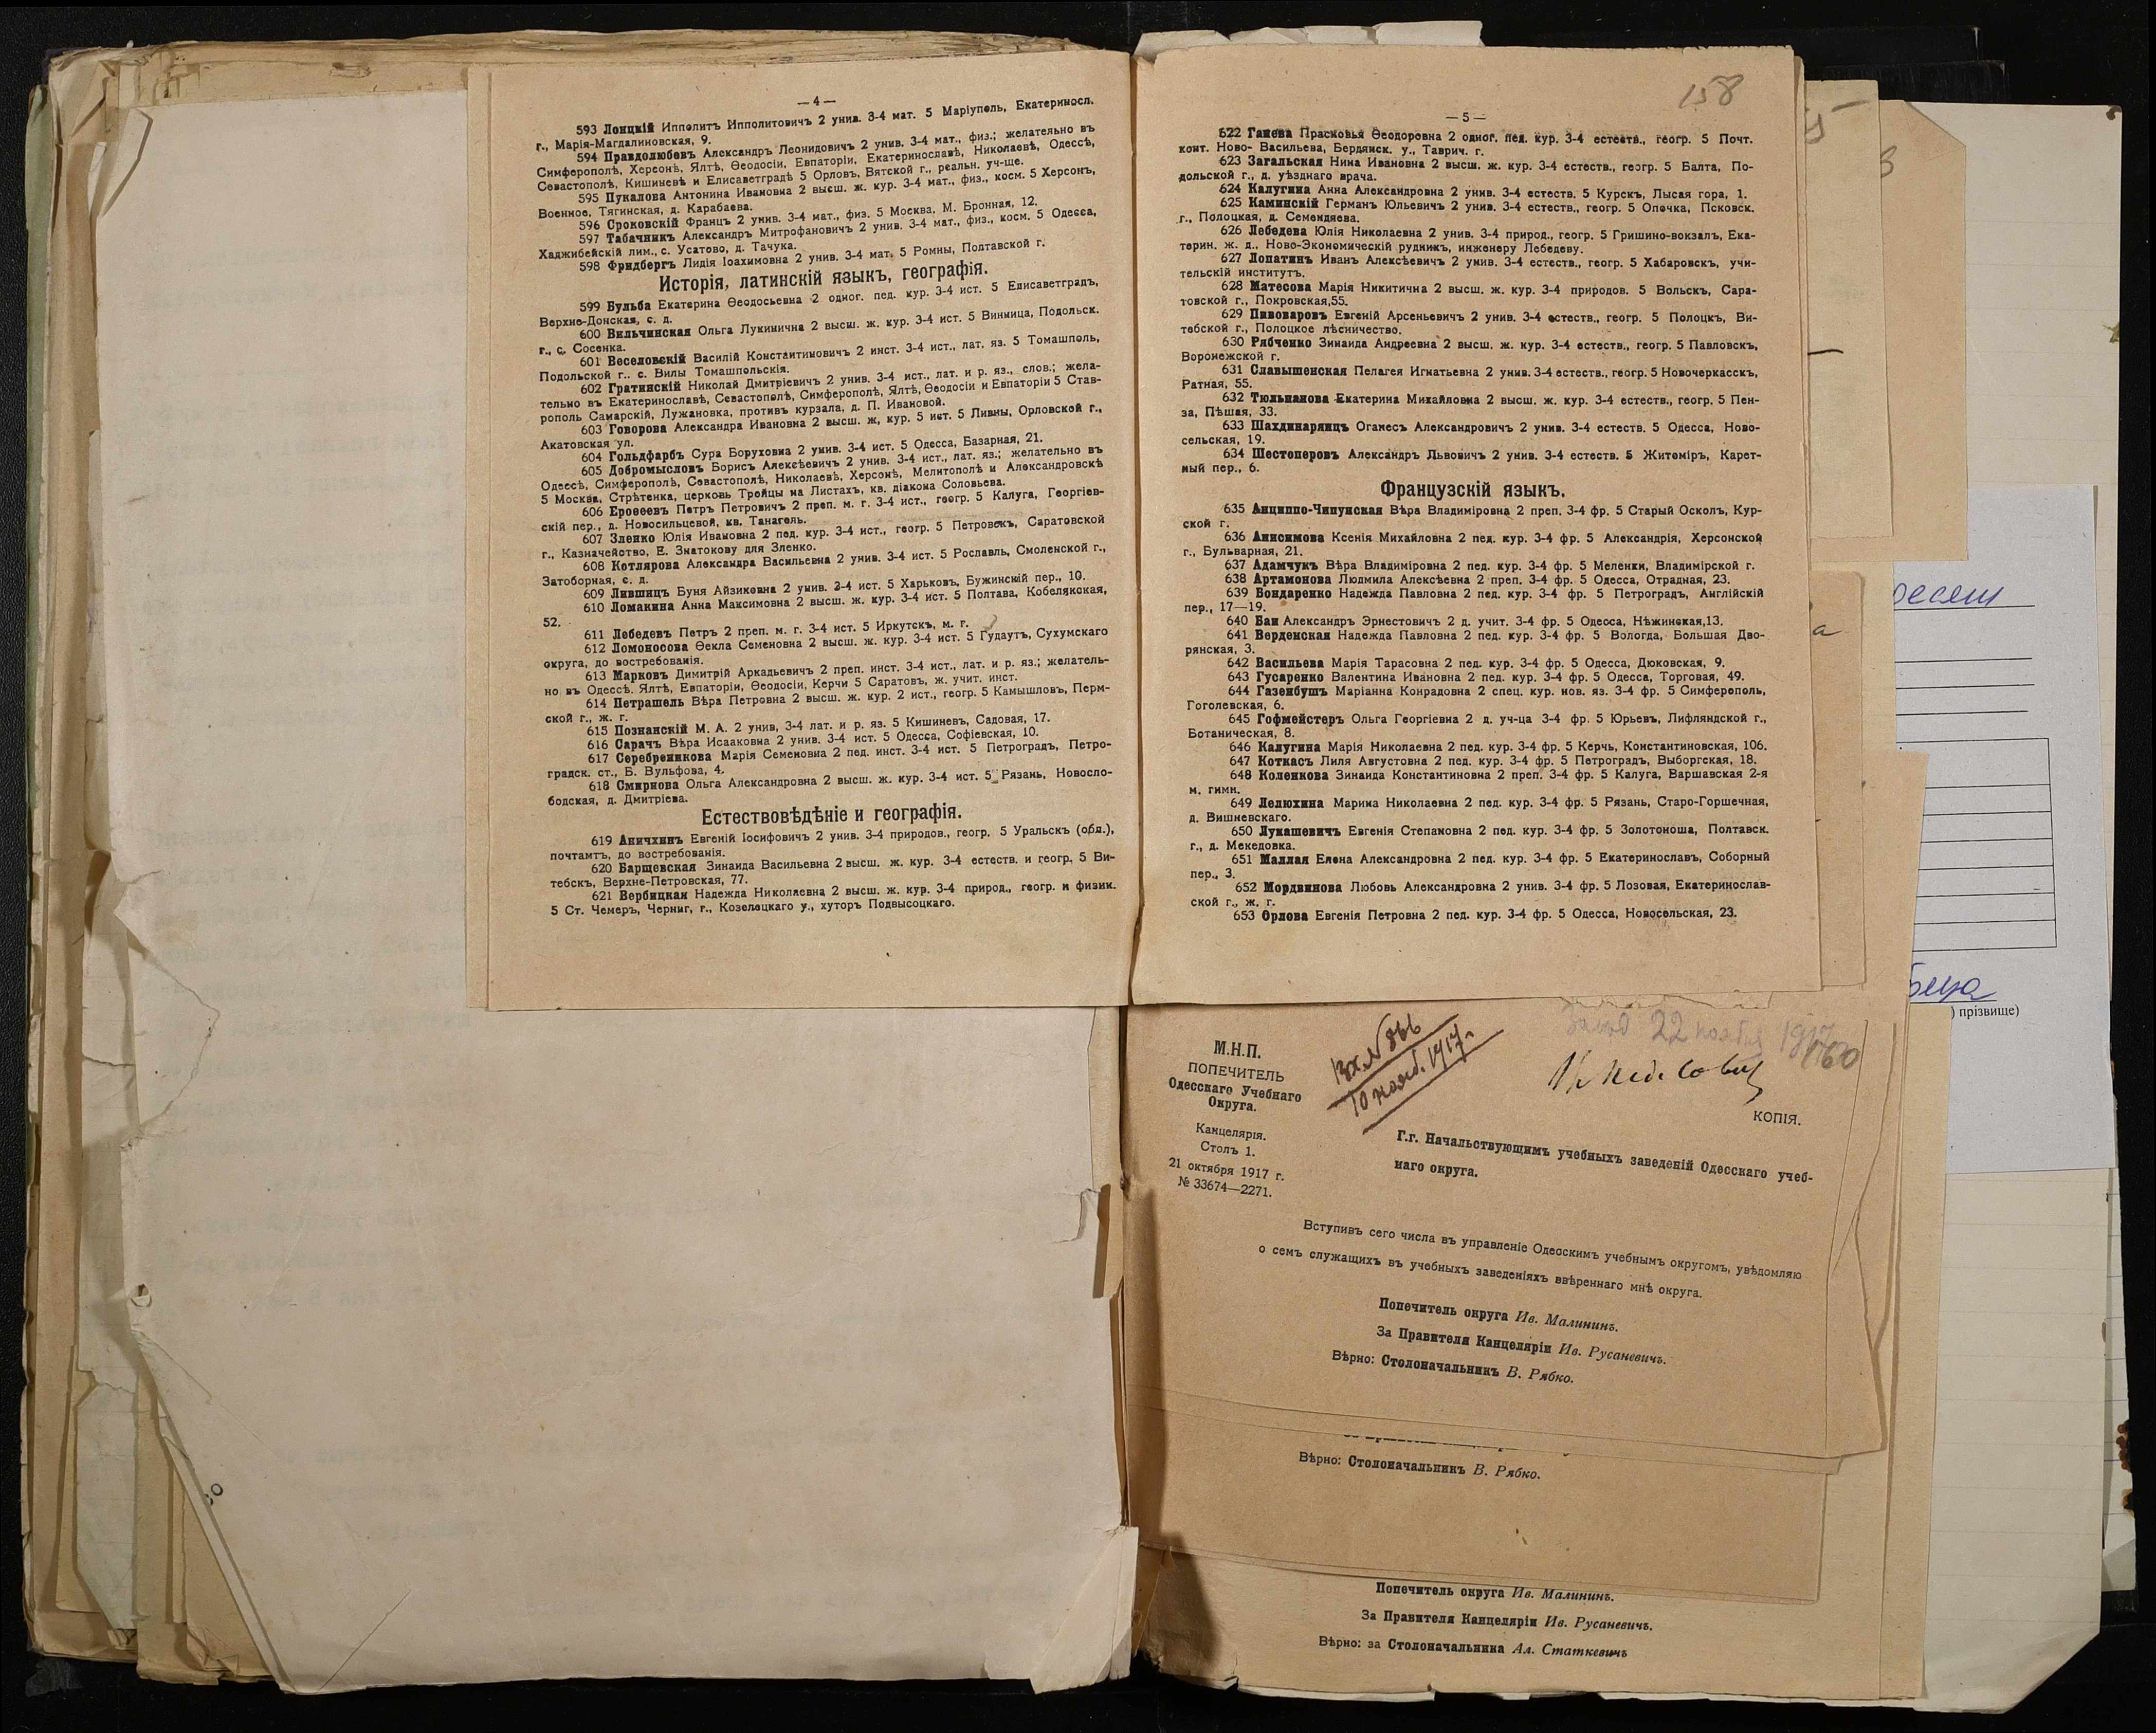 — 4 —
593 Лонцкій Ипполитъ Ипполитовичъ 2 унив. 3-4 мат. 5 Маріуполь, Екатеринosл.
г., Марія-Магдалиновская, 9.
594 Правдолюбовъ Александръ Леонидовичъ 2 унив. 3-4 мат., физ.; желательно въ
Симферополѣ, Херсонѣ, Ялтѣ, Ѳеодосіи, Евпаторіи, Екатеринославѣ, Николаевѣ, Одессѣ,
Севастополѣ, Кишиневѣ и Елисаветградѣ 5 Орловъ, Вятской г., реальн. уч-ще.
595 Пукалова Антонина Ивановна 2 высш. ж. кур. 3-4 мат., физ., косм. 5 Херсонъ,
Военное, Тягинская, д. Карабаева.
596 Сроковскій Францъ 2 унив. 3-4 мат., физ. 5 Москва, М. Бронная, 12.
597 Табачникъ Александръ Митрофановичъ 2 унив. 3-4 мат., физ., косм. 5 Одесса,
Хаджибейскій лим., с. Усатово, д. Тачука.
598 Фридбергъ Лидія Іоахимовна 2 унив. 3-4 мат. 5 Ромны, Полтавской г.
Исторія, латинскій языкъ, географія.
599 Бульба Екатерина Ѳеодосьевна 2 одног. пед. кур. 3-4 ист. 5 Елисаветградъ,
Верхне-Донская, с. д.
600 Вильчинская Ольга Лукинична 2 высш. ж. кур. 3-4 ист. 5 Винница, Подольск.
г., с. Сосенка.
601 Веселовскій Василій Константиновичъ 2 инст. 3-4 ист., лат. яз. 5 Томашполь,
Подольской г., с. Вилы Томашпольскія.
602 Гратинскій Николай Дмитріевичъ 2 унив. 3-4 ист., лат. и р. яз., слов.; жела-
тельно въ Екатеринославѣ, Севастополѣ, Симферополѣ, Ялтѣ, Ѳеодосіи и Евпаторіи 5 Став-
рополь Самарскій, Лужановка, противъ курзала, д. П. Ивановой.
603 Говорова Александра Ивановна 2 высш. ж, кур. 5 ист. 5 Ливны, Орловской г.,
Акатовская ул.
604 Гольдфарбъ Сура Боруховна 2 унив. 3-4 ист. 5 Одесса, Базарная, 21.
605 Добромысловъ Борисъ Алексѣевичъ 2 унив. 3-4 ист., лат. яз.; желательно въ
Одессѣ, Симферополѣ, Севастополѣ, Николаевѣ, Херсонѣ, Мелитополѣ и Александровскѣ
5 Москва, Стрѣтенка, церковь Тройцы на Листахъ, кв. діакона Соловьева.
606 Ероѳеевъ Петръ Петровичъ 2 преп. м. г. 3-4 ист., геогр. 5 Калуга, Георгіев-
скій пер., д. Новосильцевой, кв. Танагель.
607 Зленко Юлія Ивановна 2 пед. кур. 3-4 ист., геогр. 5 Петровскъ, Саратовской
г., Казначейство, Е. Знатокову для Зленко.
608 Котлярова Александра Васильевна 2 унив. 3-4 ист. 5 Рославль, Смоленской г.,
Затоборная, с. д.
609 Лившицъ Буня Айзиковна 2 унив. 3-4 ист. 5 Харьковъ, Бужинскій пер., 10.
610 Ломакина Анна Максимовна 2 высш. ж. кур. 3-4 ист. 5 Полтава, Кобелякская,
52.
611 Лебедевъ Петръ 2 преп. м. г. 3-4 ист. 5 Иркутскъ, м. г.
612 Ломоносова Ѳекла Семеновна 2 высш. ж. кур. 3-4 ист. 5 Гудаутъ, Сухумскаго
округа, до востребованія.
613 Марковъ Димитрій Аркадьевичъ 2 преп. инст. 3-4 ист., лат. и р. яз.; желатель-
но въ Одессѣ, Ялтѣ, Евпаторіи, Ѳеодосіи, Керчи 5 Саратовъ, ж. учит. инст.
614 Петрашель Вѣра Петровна 2 высш. ж. кур. 2 ист., геогр. 5 Камышловъ, Перм-
ской г., ж. г.
615 Познанскій М. А. 2 унив, 3-4 лат. и р. яз. 5 Кишиневъ, Садовая, 17.
616 Сарачъ Вѣра Исааковна 2 унив. 3-4 ист. 5 Одесса, Софіевская, 10.
617 Серебреникова Марія Семеновна 2 пед. инст. 3-4 ист. 5 Петроградъ, Петро-
градск. ст., Б. Вульфова, 4.
618 Смирнова Ольга Александровна 2 высш. ж. кур. 3-4 ист. 5 Рязань, Новосло-
бодская, д. Дмитріева.
Естествовѣдѣніе и географія.
619 Аничхинъ Евгеній Іосифовичъ 2 унив. 3-4 природов., геогр. 5 Уральскъ (обл.),
почтамтъ, до востребованія.
620 Барщевская Зинаида Васильевна 2 высш. ж. кур. 3-4 естеств. и геогр. 5 Ви-
тебскъ, Верхне-Петровская, 77.
621 Вербицкая Надежда Николаевна 2 высш. ж. кур. 3-4 природ., геогр. и физик.
5 Ст. Чемеръ, Черниг, г., Козелецкаго у., хуторъ Подвысоцкаго.
158
— 5 —
622 Ганева Прасковья Ѳеодоровна 2 одног. пед. кур. 3-4 естеств., геогр. 5 Почт.
конт. Ново- Васильева, Бердянск. у., Таврич. г.
623 Загальская Нина Ивановна 2 высш. ж. кур. 3-4 естеств., геогр. 5 Балта, По-
дольской г., д. уѣзднаго врача.
624 Калугина Анна Александровна 2 унив. 3-4 естеств. 5 Курскъ, Лысая гора, 1.
625 Каминскій Германъ Юльевичъ 2 унив. 3-4 естеств., геогр. 5 Опочка, Псковск.
г., Полоцкая, д. Семендяева.
626 Лебедева Юлія Николаевна 2 унив. 3-4 природ., геогр. 5 Гришино-вокзалъ, Ека-
терин. ж. д., Ново-Экономическій рудникъ, инженеру Лебедеву.
627 Лопатинъ Иванъ Алексѣевичъ 2 унив. 3-4 естеств., геогр. 5 Хабаровскъ, учи-
тельскій институтъ.
628 Матесова Марія Никитична 2 высш. ж. кур. 3-4 природов. 5 Вольскъ, Сара-
товской г., Покровская,55.
629 Пивоваровъ Евгеній Арсеньевичъ 2 унив. 3-4 естеств., геогр. 5 Полоцкъ, Ви-
тебской г., Полоцкое лѣсничество.
630 Рябченко Зинаида Андреевна 2 высш. ж. кур. 3-4 естеств., геогр. 5 Павловскъ,
Воронежской г.
631 Славышенская Пелагея Игнатьевна 2 унив. 3-4 естеств., геогр. 5 Новочеркасскъ,
Ратная, 55.
632 Тюльпанова Екатерина Михайловна 2 высш. ж. кур. 3-4 естеств., геогр. 5 Пен-
за, Пѣшая, 33.
633 Шахдинарянцъ Оганесъ Александровичъ 2 унив. 3-4 естеств. 5 Одесса, Ново-
сельская, 19.
634 Шестоперовъ Александръ Львовичъ 2 унив. 3-4 естеств. 5 Житоміръ, Карет-
ный пер., 6.
Французскій языкъ.
635 Анциппо-Чипунская Вѣра Владиміровна 2 преп. 3-4 фр. 5 Старый Осколъ, Кур-
ской г.
636 Анисимова Ксенія Михайловна 2 пед. кур. 3-4 фр. 5 Александрія, Херсонской
г., Бульварная, 21.
637 Адамчукъ Вѣра Владиміровна 2 пед. кур. 3-4 фр. 5 Меленки, Владимірской г.
638 Артамонова Людмила Алексѣевна 2 преп. 3-4 фр. 5 Одесса, Отрадная, 23.
639 Бондаренко Надежда Павловна 2 пед. кур. 3-4 фр. 5 Петроградъ, Англійскій
пер., 17—19.
640 Бан Александръ Эрнестовичъ 2 д. учит. 3-4 фр. 5 Одесса, Нѣжинская,13.
641 Верденская Надежда Павловна 2 пед. кур. 3-4 фр. 5 Вологда, Большая Дво-
рянская, 3.
642 Васильева Марія Тарасовна 2 пед. кур. 3-4 фр. 5 Одесса, Дюковская, 9.
643 Гусаренко Валентина Ивановна 2 пед. кур. 3-4 фр. 5 Одесса, Торговая, 49.
644 Газенбушъ Маріанна Конрадовна 2 спец. кур. нов. яз. 3-4 фр. 5 Симферополь,
Гоголевская, 6.
645 Гофмейстеръ Ольга Георгіевна 2 д. уч-ца 3-4 фр. 5 Юрьевъ, Лифляндской г.,
Ботаническая, 8.
646 Калугина Марія Николаевна 2 пед. кур. 3-4 фр. 5 Керчь, Константиновская, 106.
647 Коткасъ Лиля Августовна 2 пед. кур. 3-4 фр. 5 Петроградъ, Выборгская, 18.
648 Коленкова Зинаида Константиновна 2 преп. 3-4 фр. 5 Калуга, Варшавская 2-я
м. гимн.
649 Лелюхина Марина Николаевна 2 пед. кур. 3-4 фр. 5 Рязань, Старо-Горшечная,
д. Вишневскаго.
650 Лукашевичъ Евгенія Степановна 2 пед. кур. 3-4 фр. 5 Золотоноша, Полтавск.
г., д. Мекедовка.
651 Маллая Елена Александровна 2 пед. кур. 3-4 фр. 5 Екатеринославъ, Соборный
пер., 3.
652 Мордвинова Любовь Александровна 2 унив. 3-4 фр. 5 Лозовая, Екатеринослав-
ской г., ж. г.
653 Орлова Евгенія Петровна 2 пед. кур. 3-4 фр. 5 Одесса, Новосельская, 23.
) прізвище)
22 ноября 1917
160
Вх. № 866
10 нояб. 1917 г.
М.Н.П.
ПОПЕЧИТЕЛЬ
Одесскаго Учебнаго
Округа.
Канцелярія.
Столъ 1.
21 октября 1917 г.
№ 33674—2271.
КОПІЯ.
Г.г. Начальствующимъ учебныхъ заведеній Одесскаго учеб-
наго округа.
Вступивъ сего числа въ управленіе Одесскимъ учебнымъ округомъ, увѣдомляю
о семъ служащихъ въ учебныхъ заведеніяхъ ввѣреннаго мнѣ округа.
Попечитель округа Ив. Малининъ.
За Правителя Канцеляріи Ив. Русаневичъ.
Вѣрно: Столоначальникъ В. Рябко.
Вѣрно: Столоначальникъ В. Рябко.
Попечитель округа Ив. Малининъ.
За Правителя Канцеляріи Ив. Русаневичъ.
Вѣрно: за Столоначальника Ал. Статкевичъ